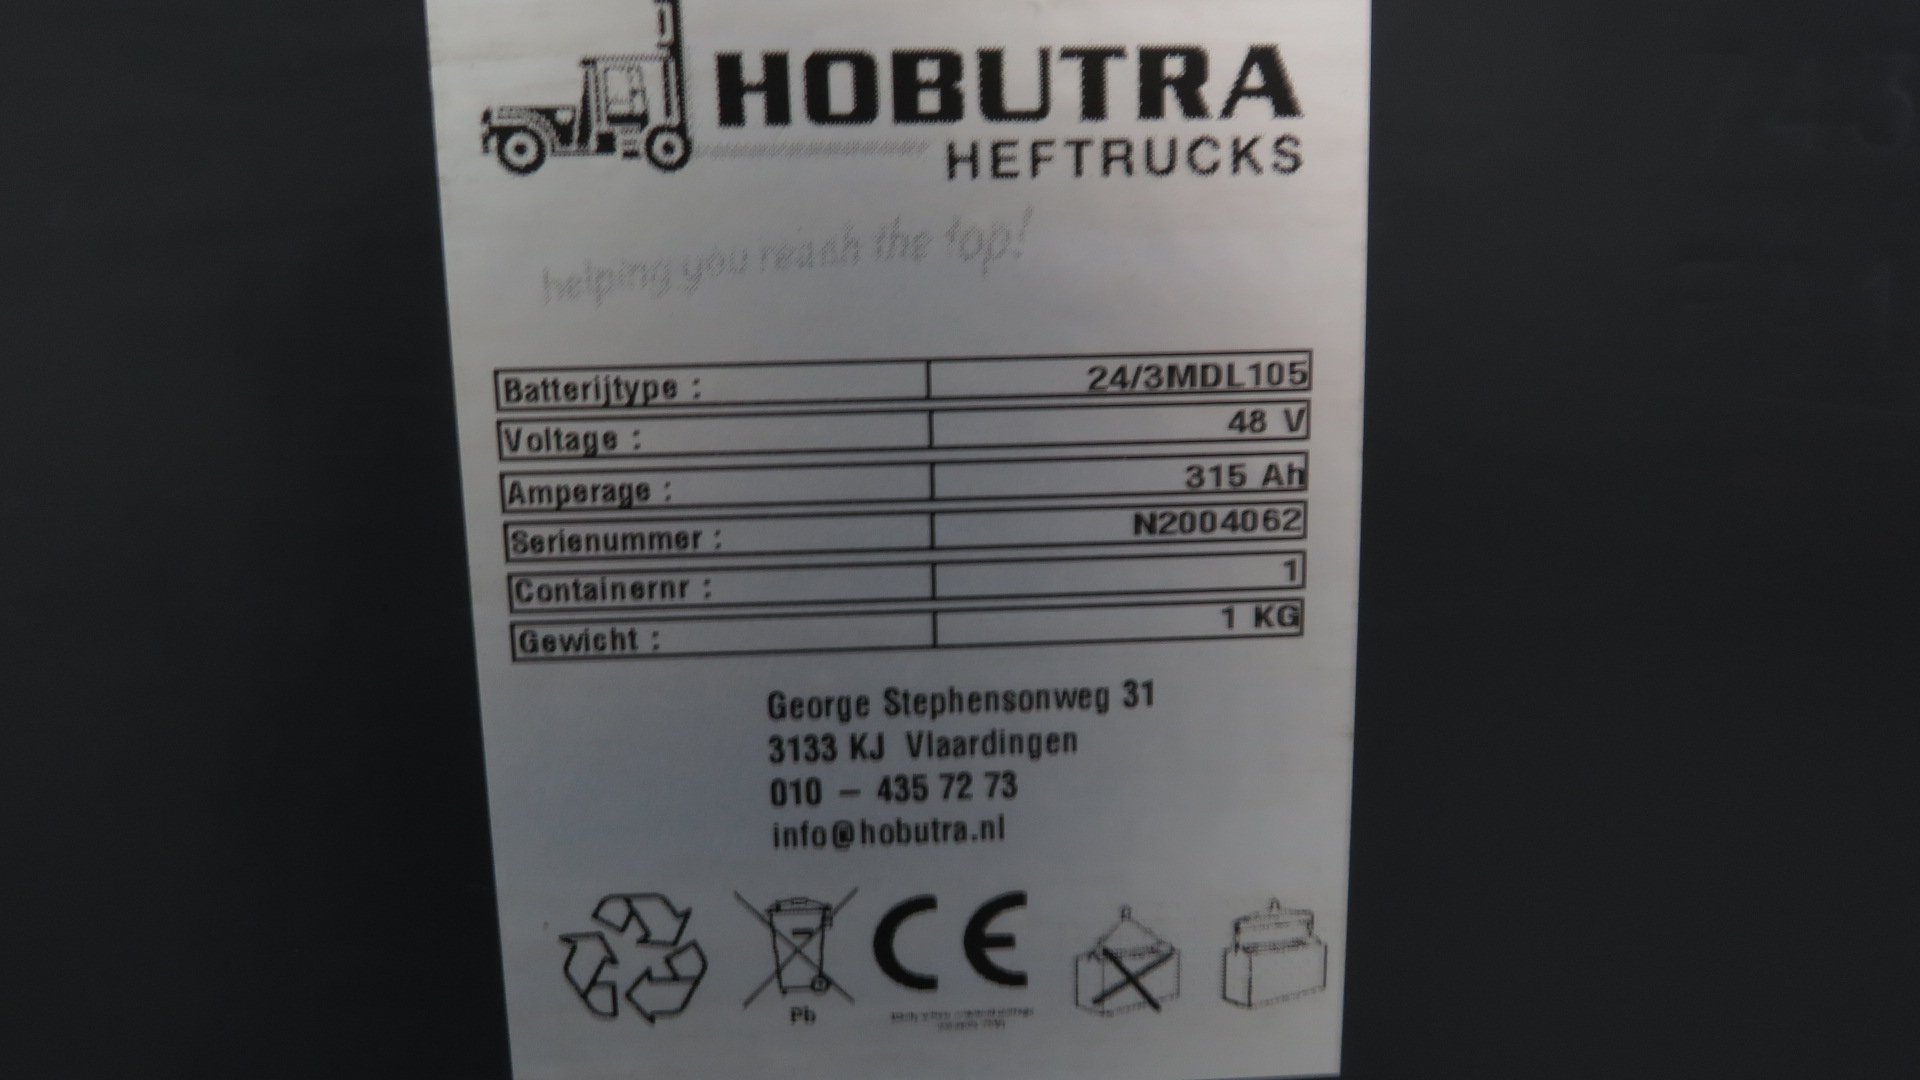 HOBUTRA
HEFTRUCKS
helping you reach the top!
Batterijtype : 24/3MDL105
Voltage : 48 V
Amperage : 315 Ah
Serienummer : N2004062
Containernr : 1
Gewicht : 1 KG
George Stephensonweg 31
3133 KJ Vlaardingen
010 – 435 72 73
info@hobutra.nl
CE
Pb